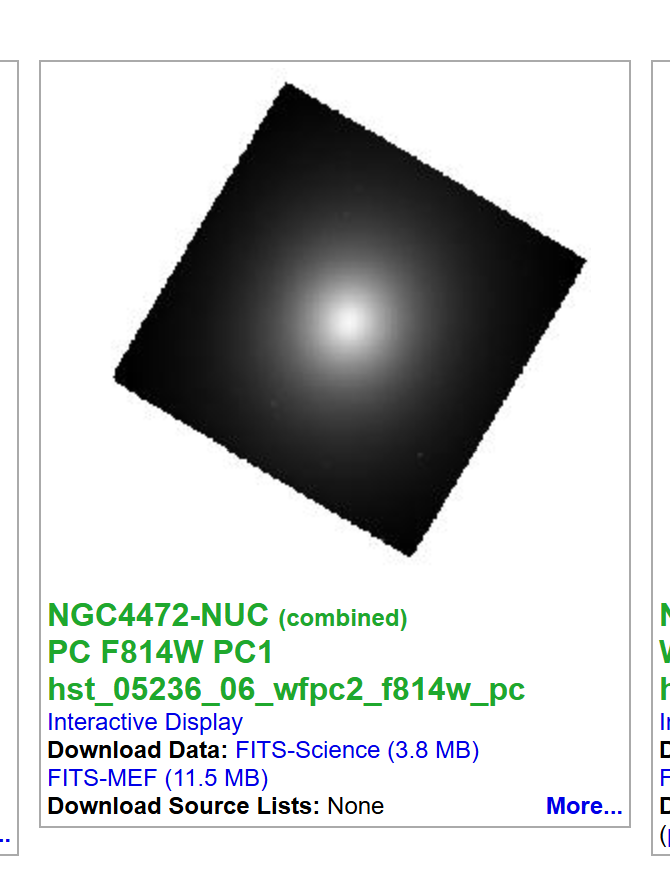 NGC4472-NUC (combined)
PC F814W PC1
hst_05236_06_wfpc2_f814w_pc
Interactive Display
Download Data: FITS-Science (3.8 MB)
FITS-MEF (11.5 MB)
Download Source Lists: None More...